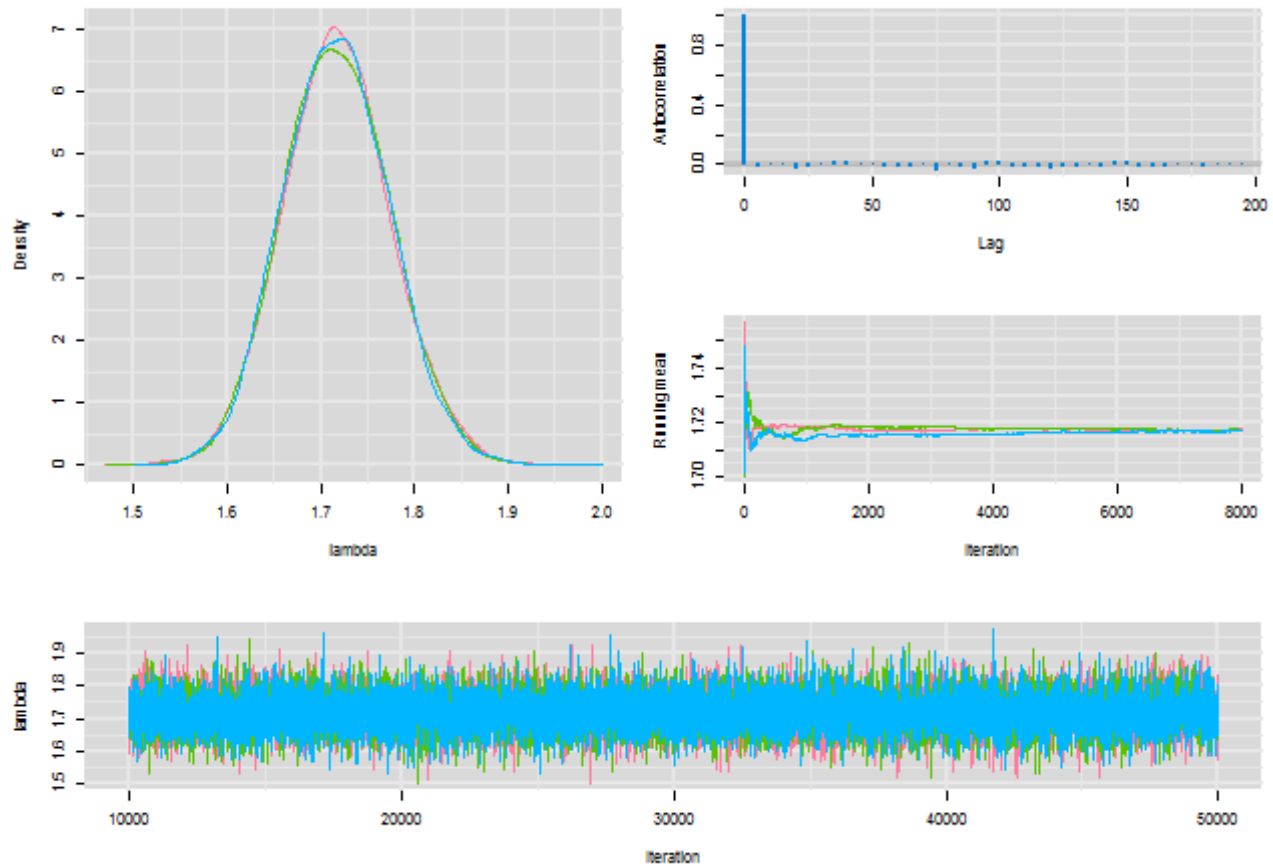 Density
0 1 2 3 4 5 6 7
1.5 1.6 1.7 1.8 1.9 2.0
lambda
Autocorrelation
0.0 0.4 0.8
0 50 100 150 200
Lag
Running mean
1.70 1.72 1.74
0 2000 4000 6000 8000
Iteration
lambda
1.5 1.6 1.7 1.8 1.9
10000 20000 30000 40000 50000
Iteration